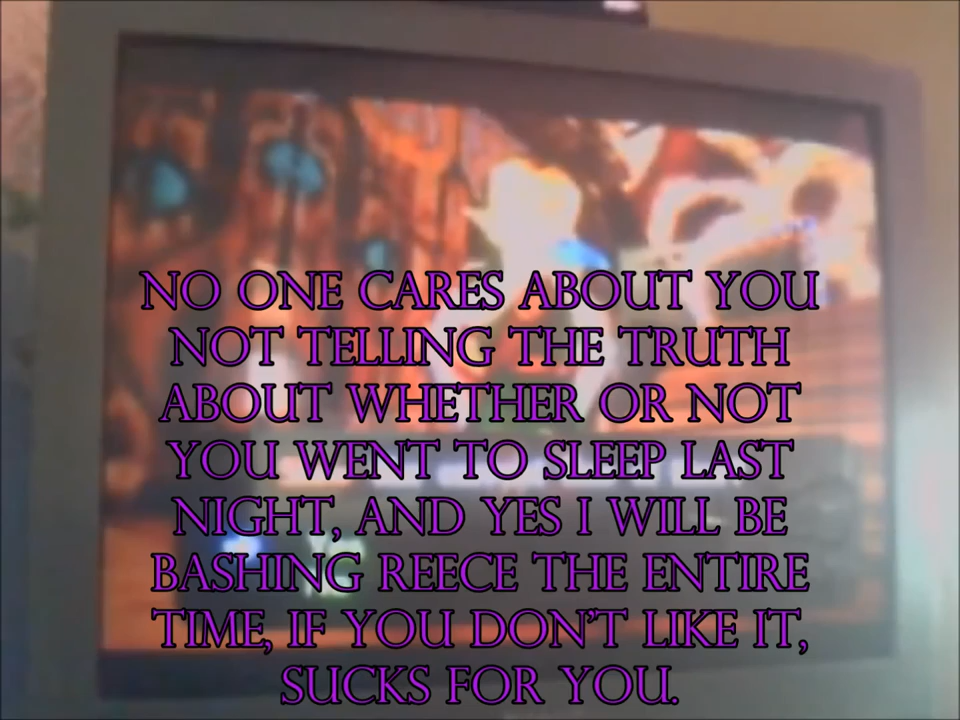 NO ONE CARES ABOUT YOU
NOT TELLING THE TRUTH
ABOUT WHETHER OR NOT
YOU WENT TO SLEEP LAST
NIGHT, AND YES I WILL BE
BASHING REECE THE ENTIRE
TIME, IF YOU DON'T LIKE IT,
SUCKS FOR YOU.